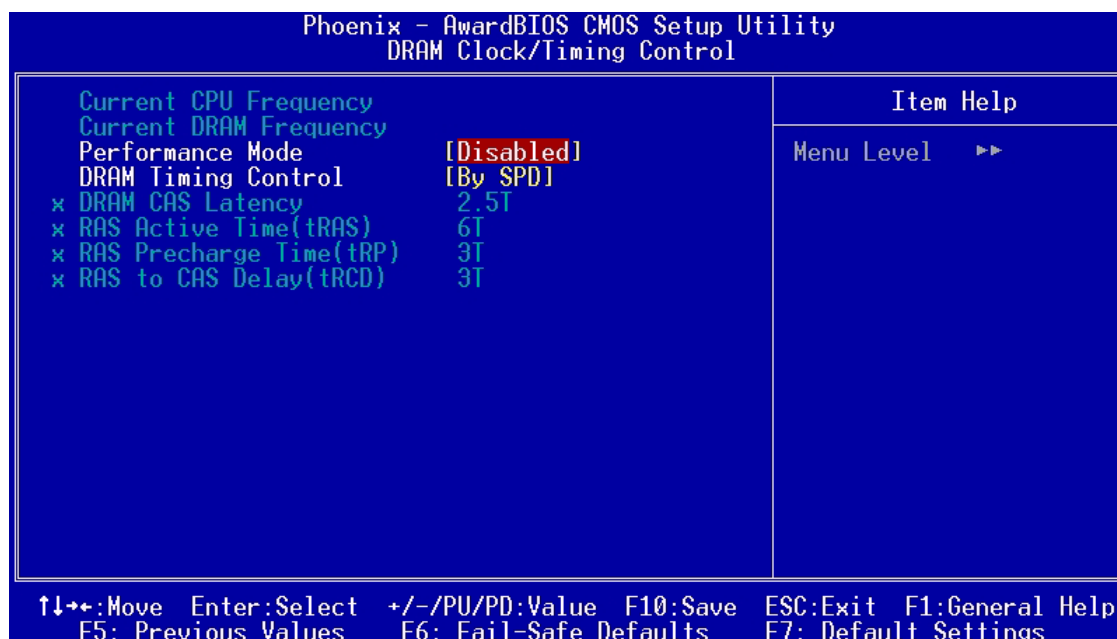 Phoenix - AwardBIOS CMOS Setup Utility
DRAM Clock/Timing Control
Current CPU Frequency
Current DRAM Frequency
Performance Mode [Disabled]
DRAM Timing Control [By SPD]
x DRAM CAS Latency 2.5T
x RAS Active Time(tRAS) 6T
x RAS Precharge Time(tRP) 3T
x RAS to CAS Delay(tRCD) 3T
Item Help
Menu Level ▶▶
↑↓→←:Move Enter:Select +/-/PU/PD:Value F10:Save ESC:Exit F1:General Help
F5: Previous Values F6: Fail-Safe Defaults F7: Default Settings